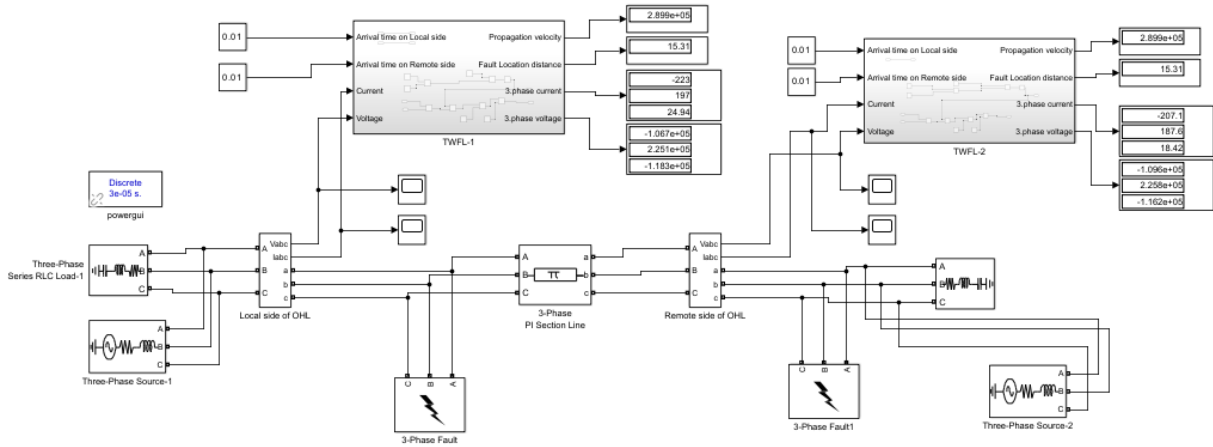 0.01
0.01
Arrival time on Local side
Arrival time on Remote side
Current
Voltage
Propagation velocity
Fault Location distance
3.phase current
3.phase voltage
TWFL-1
2.899e+05
15.31
-223
197
24.94
-1.067e+05
2.251e+05
-1.183e+05
0.01
0.01
Arrival time on Local side
Arrival time on Remote side
Current
Voltage
Propagation velocity
Fault Location distance
3.phase current
3.phase voltage
TWFL-2
2.899e+05
15.31
-207.1
187.6
18.42
-1.096e+05
2.258e+05
-1.162e+05
Discrete
3e-05 s.
powergui
Three-Phase
Series RLC Load-1
A
B
C
A
B
C
Three-Phase Source-1
A
B
C
Vabc
Iabc
a
b
c
Local side of OHL
C
B
A
3-Phase Fault
A
B
C
π
a
b
c
3-Phase
PI Section Line
A
B
C
Vabc
Iabc
a
b
c
Remote side of OHL
C
B
A
3-Phase Fault1
A
B
C
A
B
C
Three-Phase Source-2